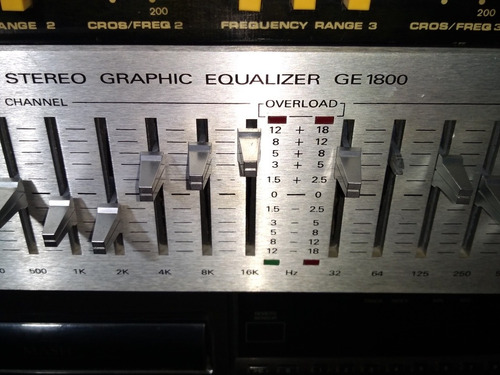 200
200
ANGE 2 CROS/FREQ 2 FREQUENCY RANGE 3 CROS/FREQ 3
STEREO GRAPHIC EQUALIZER GE 1800
CHANNEL
OVERLOAD
12 + 18
8 + 12
5 + 8
3 + 5
1.5 + 2.5
0 — 0
1.5 - 2.5
3 - 5
5 - 8
8 - 12
12 - 18
0 500 1K 2K 4K 8K 16K Hz 32 64 125 250